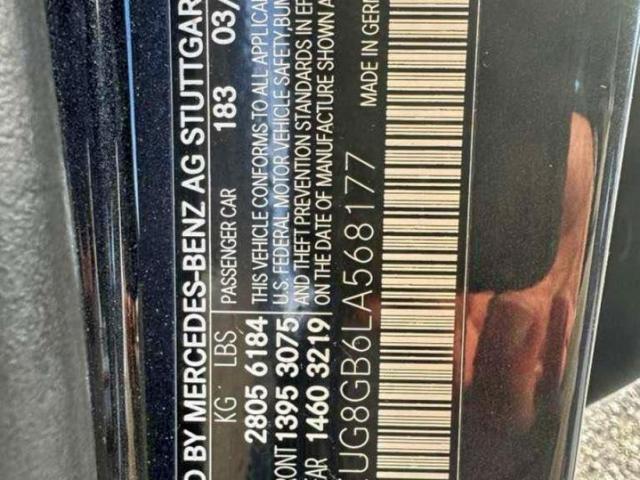 D BY MERCEDES-BENZ AG STUTTGAR
KG LBS PASSENGER CAR 183 03/
2805 6184 THIS VEHICLE CONFORMS TO ALL APPLICA
FRONT 1395 3075 U.S. FEDERAL MOTOR VEHICLE SAFETY, BUM
EAR 1460 3219 AND THEFT PREVENTION STANDARDS IN EF
ON THE DATE OF MANUFACTURE SHOWN A
UG8GB6LA568177 MADE IN GER